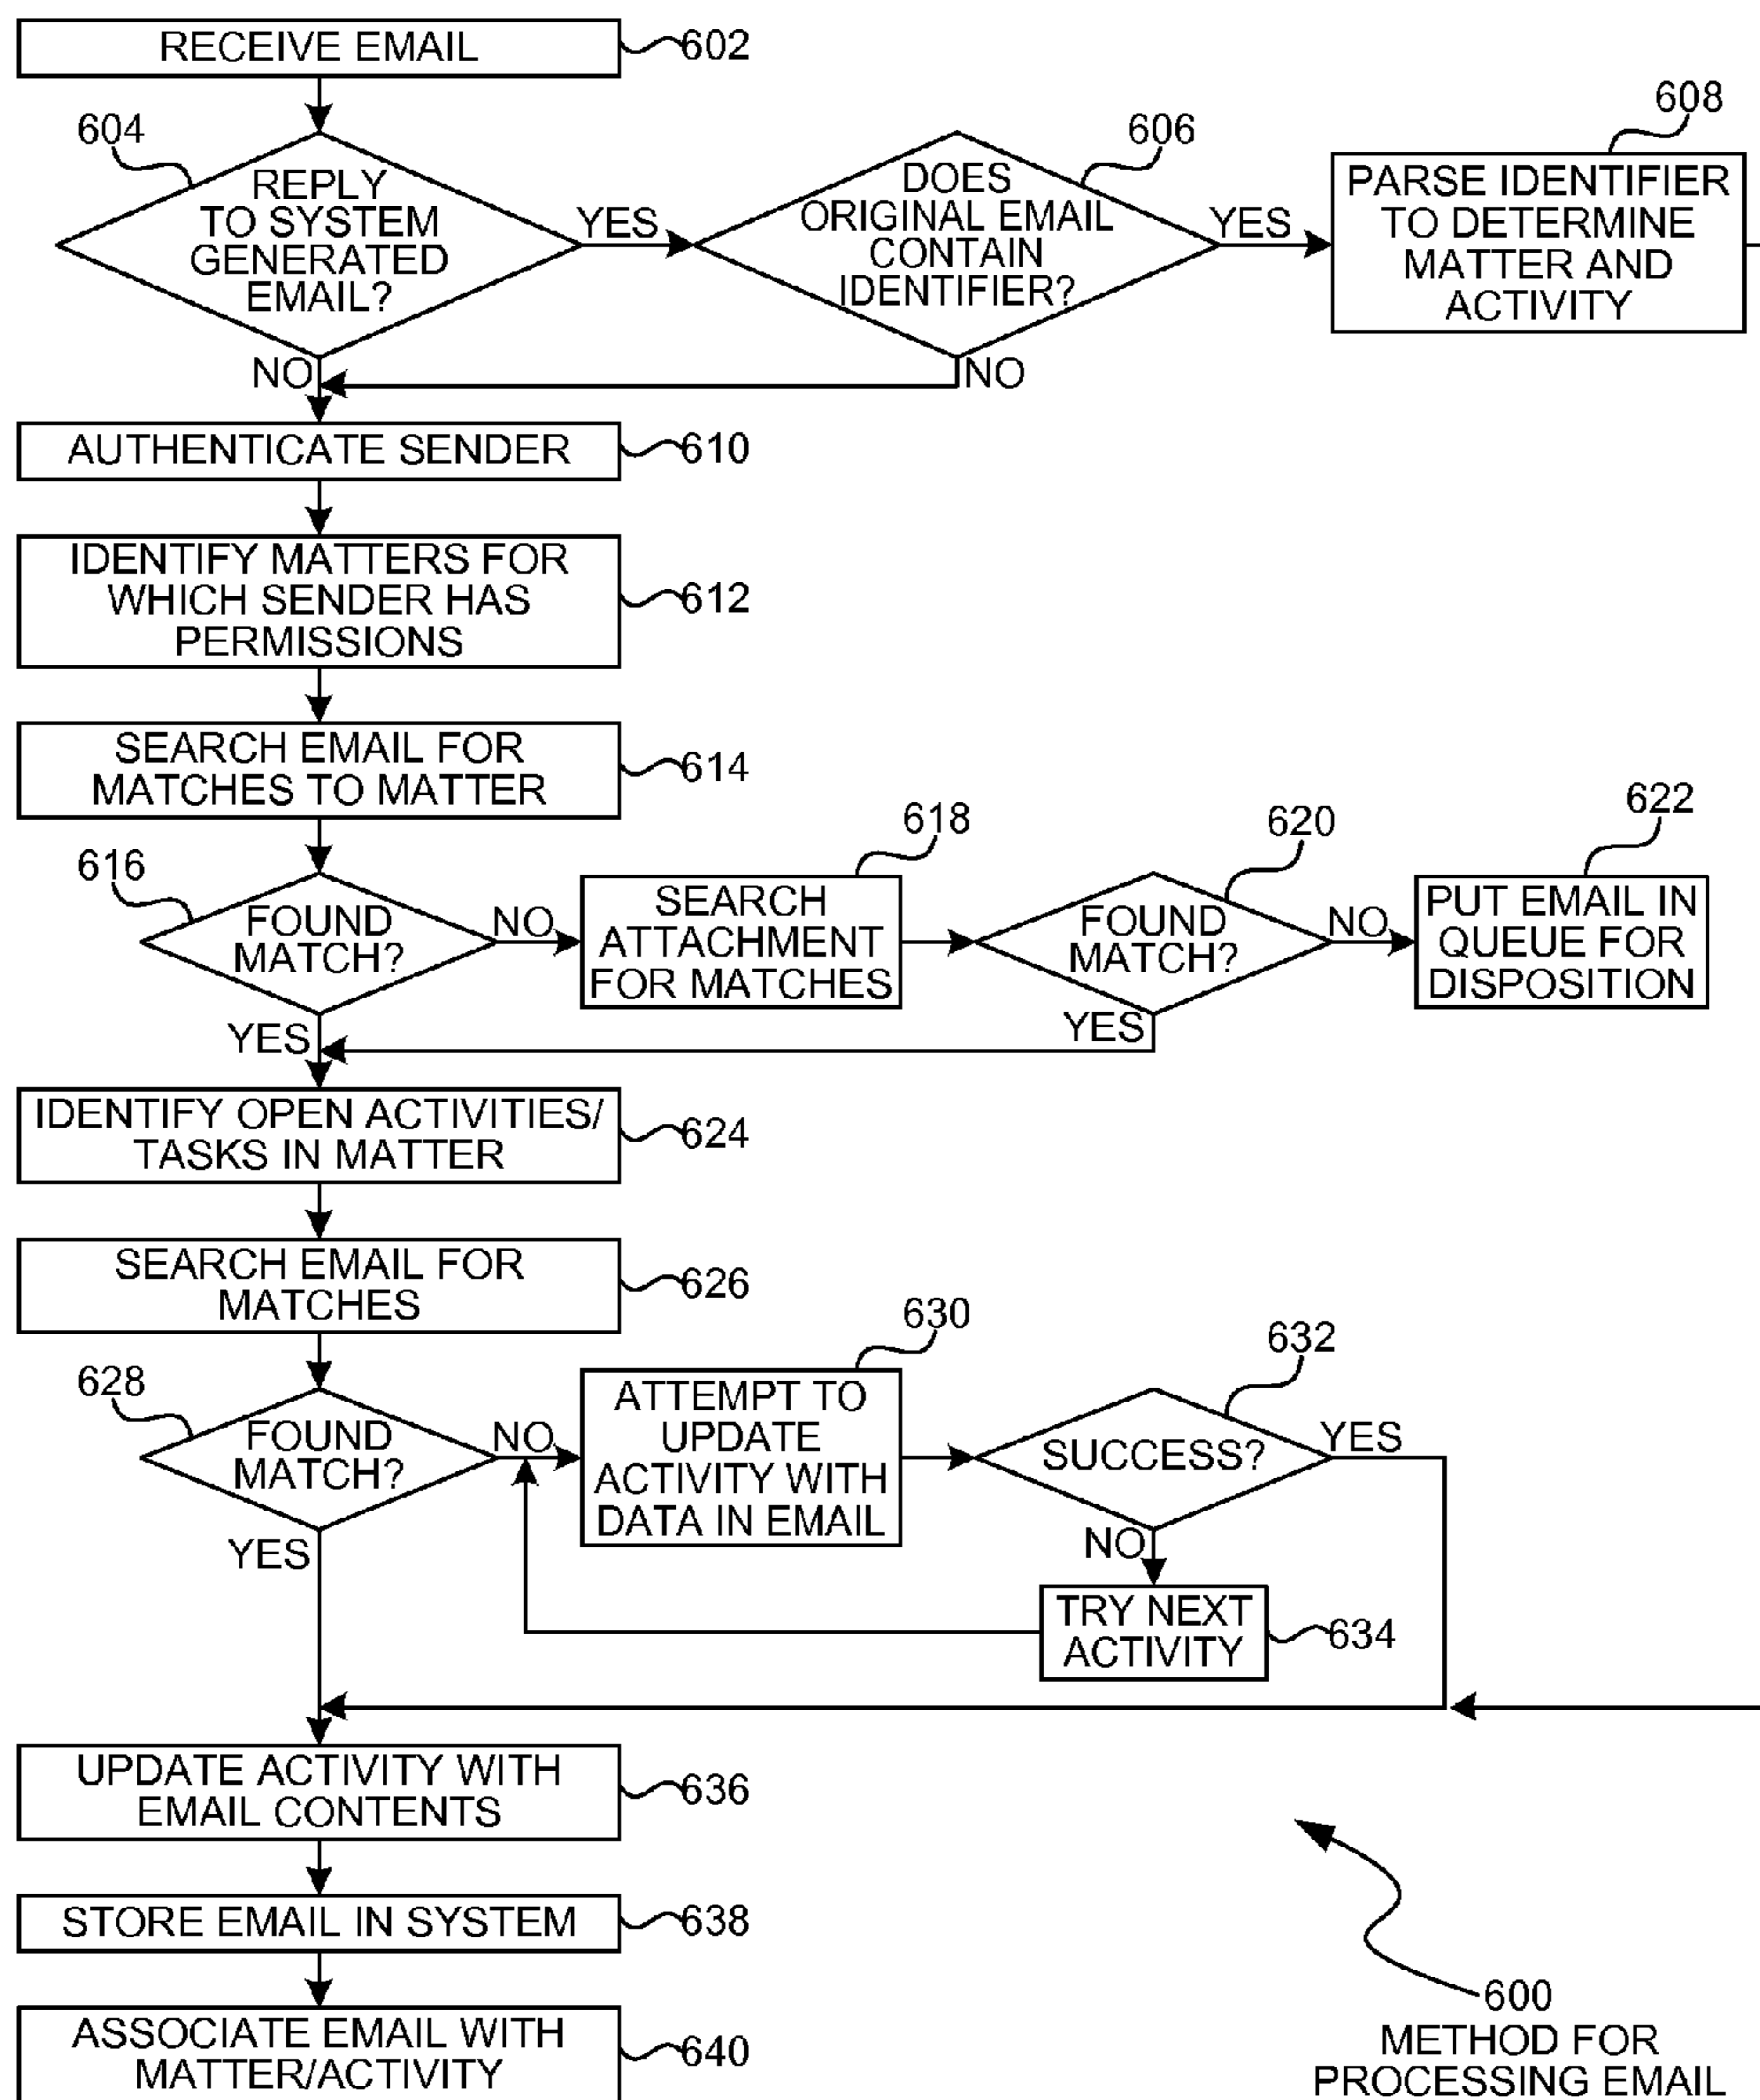 RECEIVE EMAIL
602
604
REPLY
TO SYSTEM
GENERATED
EMAIL?
YES
NO
606
DOES
ORIGINAL EMAIL
CONTAIN
IDENTIFIER?
YES
NO
608
PARSE IDENTIFIER
TO DETERMINE
MATTER AND
ACTIVITY
AUTHENTICATE SENDER
610
IDENTIFY MATTERS FOR
WHICH SENDER HAS
PERMISSIONS
612
SEARCH EMAIL FOR
MATCHES TO MATTER
614
616
FOUND
MATCH?
NO
YES
618
SEARCH
ATTACHMENT
FOR MATCHES
620
FOUND
MATCH?
NO
YES
622
PUT EMAIL IN
QUEUE FOR
DISPOSITION
IDENTIFY OPEN ACTIVITIES/
TASKS IN MATTER
624
SEARCH EMAIL FOR
MATCHES
626
628
FOUND
MATCH?
NO
YES
630
ATTEMPT TO
UPDATE
ACTIVITY WITH
DATA IN EMAIL
632
SUCCESS?
YES
NO
TRY NEXT
ACTIVITY
634
UPDATE ACTIVITY WITH
EMAIL CONTENTS
636
STORE EMAIL IN SYSTEM
638
ASSOCIATE EMAIL WITH
MATTER/ACTIVITY
640
600
METHOD FOR
PROCESSING EMAIL